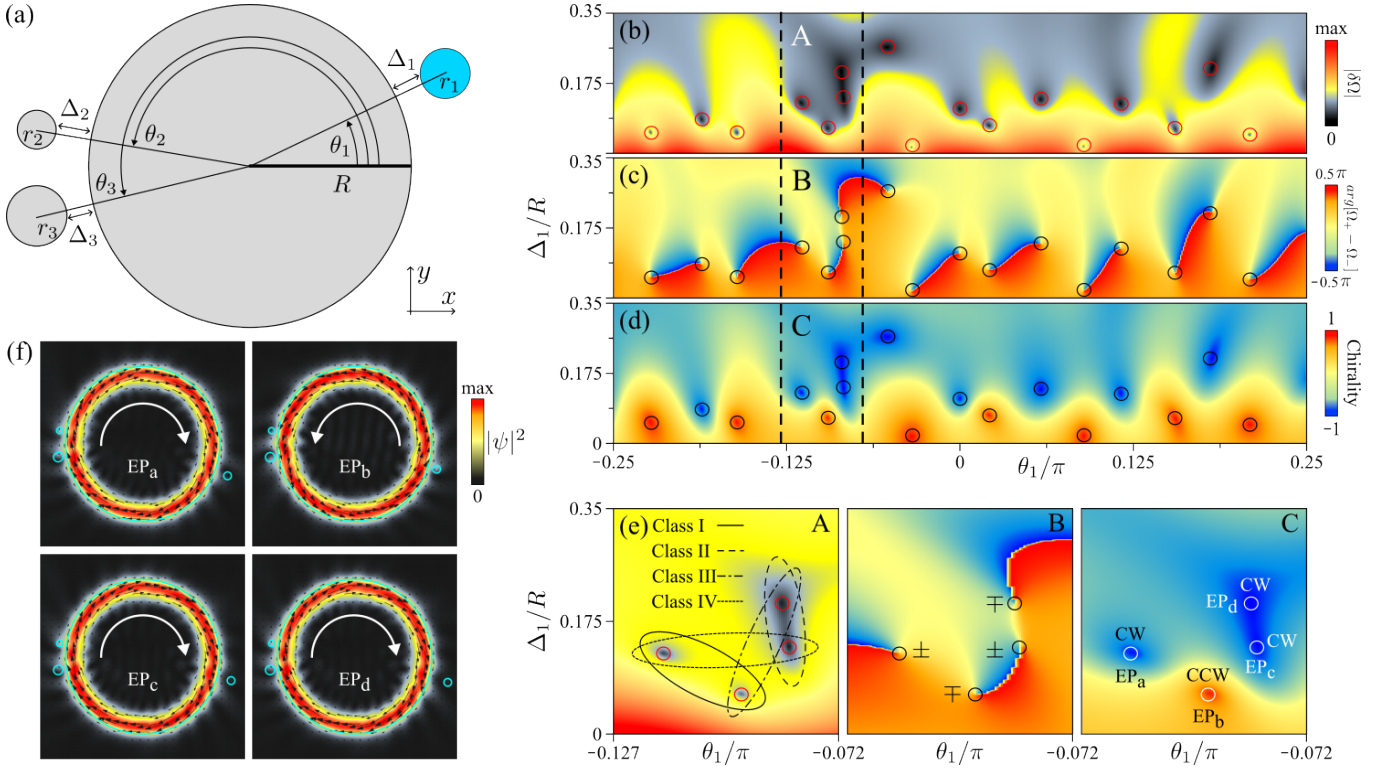 (a)
Δ₁
r₁
Δ₂
r₂
θ₂
θ₁
θ₃
R
Δ₃
r₃
y
x
(b)
A
0.35
0.175
max
|δΩ|
0
(c)
B
0.35
0.175
0.5π
arg[Ω₊ − Ω₋]
−0.5π
Δ₁/R
(d)
C
0.35
0.175
0
1
Chirality
-1
-0.25
-0.125
0
θ₁/π
0.125
0.25
(f)
EPa
EPb
max
|ψ|²
0
EPc
EPd
(e)
A
Class I
Class II
Class III
Class IV
0.35
0.175
0
Δ₁/R
-0.127
θ₁/π
-0.072
B
∓
±
±
∓
θ₁/π
-0.072
C
CW
EPd
CW
CW
EPa
EPc
CCW
EPb
θ₁/π
-0.072